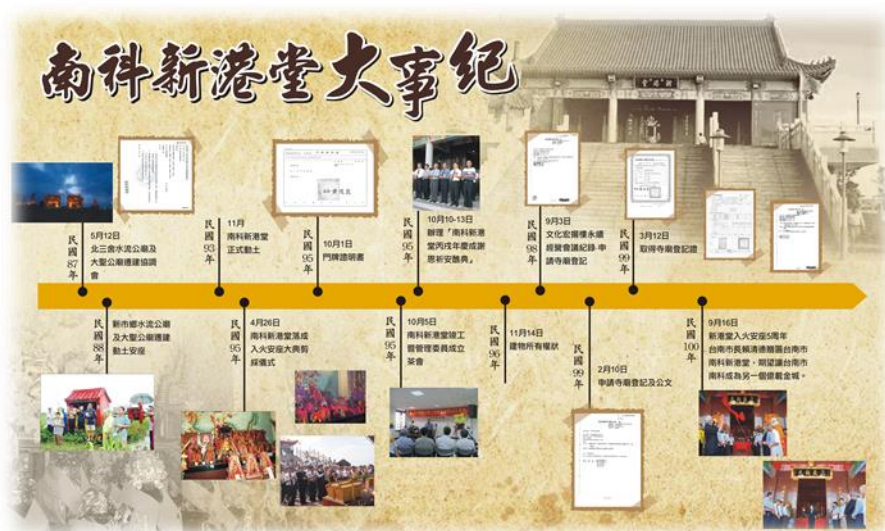 南科新港堂大事紀
民國87年
5月12日
北三舍水流公廟及
大聖公廟遷建協調
會
民國88年
新市鄉水流公廟
及大聖公廟遷建
動土安座
民國93年
11月
南科新港堂
正式動土
民國95年
4月26日
南科新港堂落成
入火安座大典剪
綵儀式
民國95年
10月1日
門牌證明書
民國95年
10月5日
南科新港堂竣工
暨管理委員成立
茶會
民國95年
10月10-13日
辦理「南科新港
堂丙戌年慶成謝
恩祈安醮典」
民國96年
11月14日
建物所有權狀
民國98年
9月3日
文化宏揚樓永續
經營會議紀錄-申
請寺廟登記
民國99年
2月10日
申請寺廟登記及公文
民國99年
3月12日
取得寺廟登記證
民國100年
9月16日
新港堂入火安座5周年
台南市長賴清德蒞臨台南市
南科新港堂，期望讓台南市
南科成為另一個億載金城。